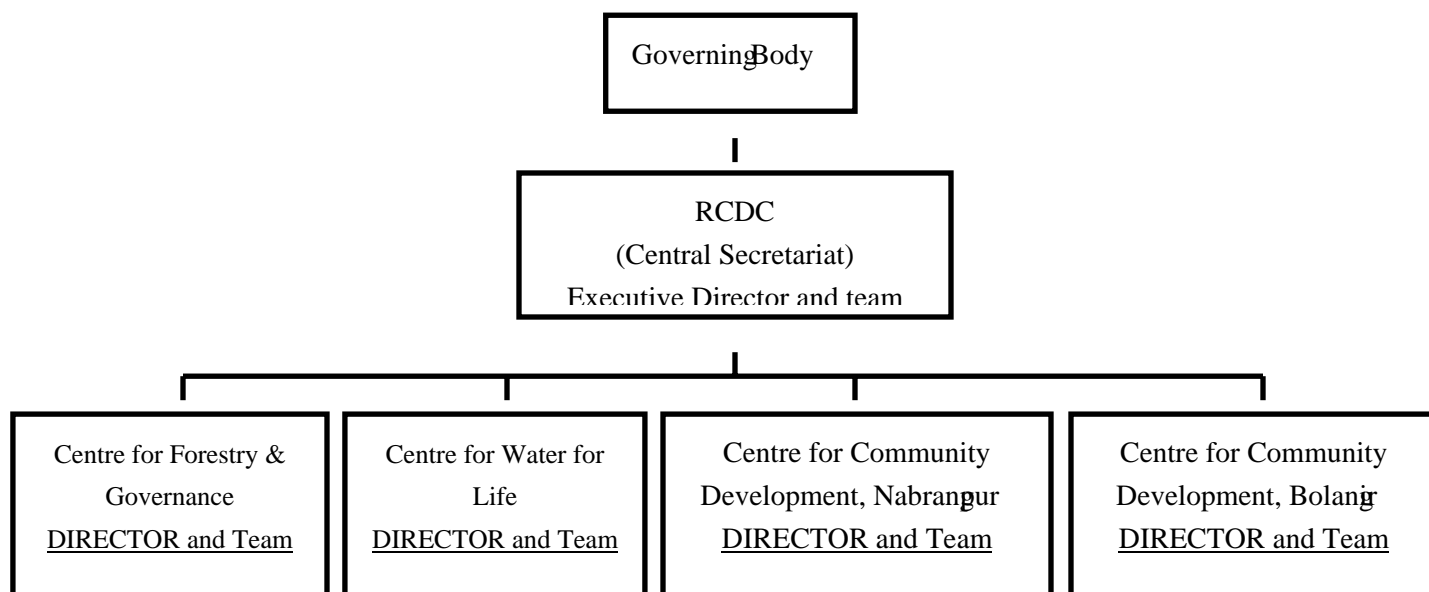 Governing Body
RCDC
(Central Secretariat)
Executive Director and team
Centre for Forestry &
Governance
DIRECTOR and Team
Centre for Water for
Life
DIRECTOR and Team
Centre for Community
Development, Nabrangpur
DIRECTOR and Team
Centre for Community
Development, Bolangir
DIRECTOR and Team